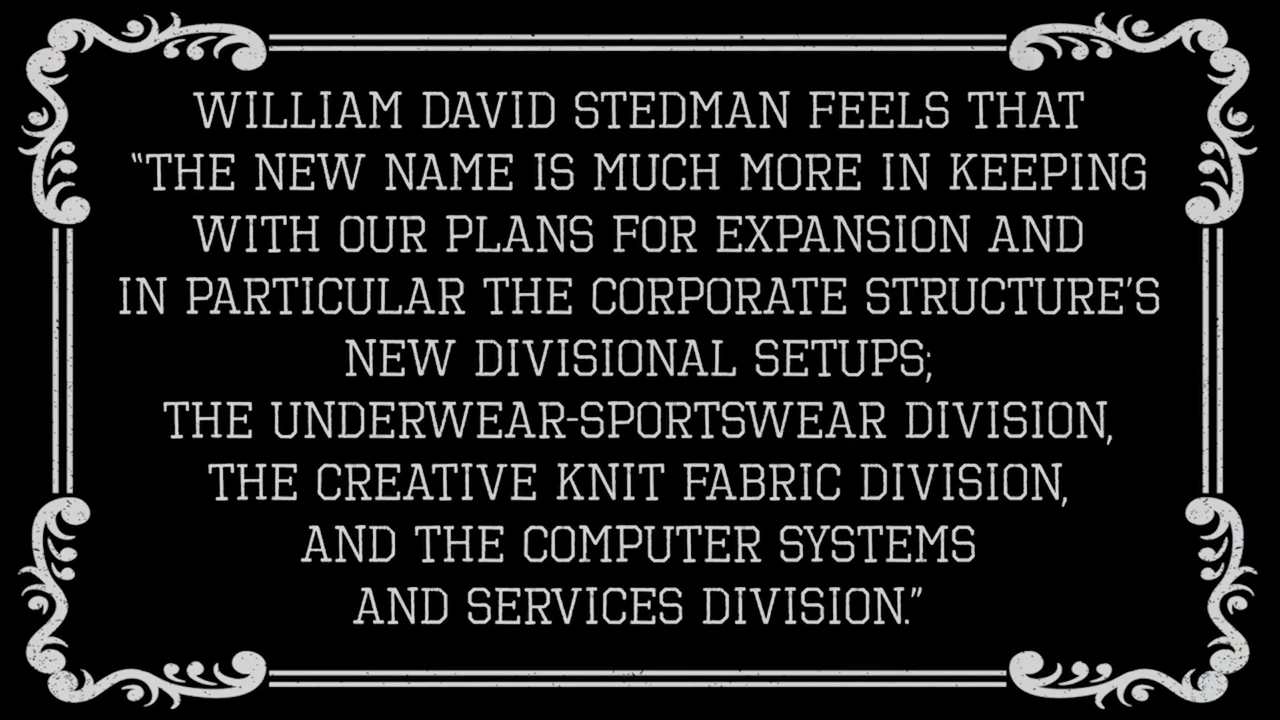 WILLIAM DAVID STEDMAN FEELS THAT
“THE NEW NAME IS MUCH MORE IN KEEPING
WITH OUR PLANS FOR EXPANSION AND
IN PARTICULAR THE CORPORATE STRUCTURE’S
NEW DIVISIONAL SETUPS;
THE UNDERWEAR-SPORTSWEAR DIVISION,
THE CREATIVE KNIT FABRIC DIVISION,
AND THE COMPUTER SYSTEMS
AND SERVICES DIVISION.”